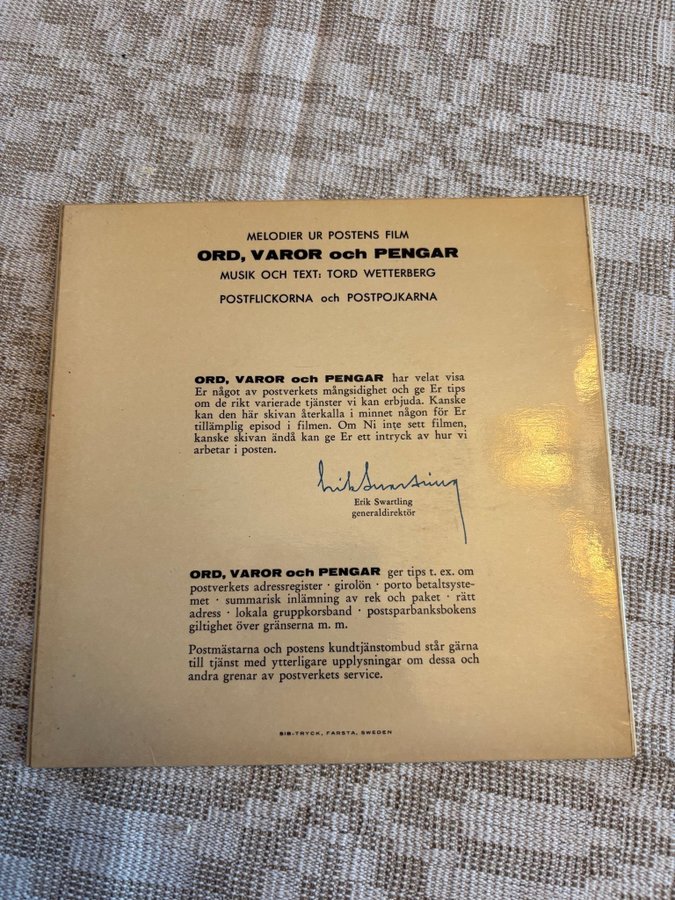 MELODIER UR POSTENS FILM
ORD, VAROR och PENGAR
MUSIK OCH TEXT: TORD WETTERBERG
POSTFLICKORNA och POSTPOJKARNA
ORD, VAROR och PENGAR har velat visa
Er något av postverkets mångsidighet och ge Er tips
om de rikt varierade tjänster vi kan erbjuda. Kanske
kan den här skivan återkalla i minnet någon för Er
tillämplig episod i filmen. Om Ni inte sett filmen,
kanske skivan ändå kan ge Er ett intryck av hur vi
arbetar i posten.
Erik Swartling
Erik Swartling
generaldirektör
ORD, VAROR och PENGAR ger tips t. ex. om
postverkets adressregister · girolön · porto betaltsyste-
met · summarisk inlämning av rek och paket · rätt
adress · lokala gruppkorsband · postsparbanksbokens
giltighet över gränserna m. m.
Postmästarna och postens kundtjänstombud står gärna
till tjänst med ytterligare upplysningar om dessa och
andra grenar av postverkets service.
SIB-TRYCK, FARSTA, SWEDEN